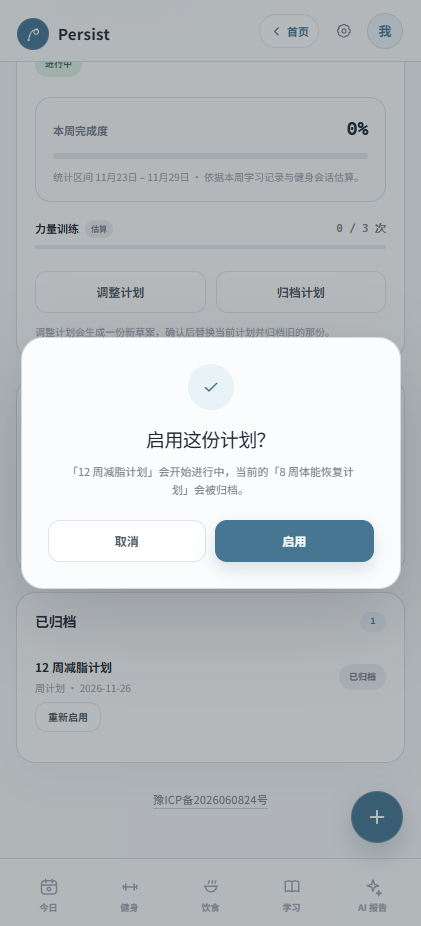 Persist
首页
我
进行中
本周完成度
0%
统计区间 11月23日 – 11月29日 · 依据本周学习记录与健身会话估算。
力量训练
估算
0 / 3 次
调整计划
归档计划
调整计划会生成一份新草案，确认后替换当前计划并归档旧的那份。
启用这份计划？
「12 周减脂计划」会开始进行中，当前的「8 周体能恢复计
划」会被归档。
取消
启用
已归档
1
12 周减脂计划
周计划 · 2026-11-26
已归档
重新启用
豫ICP备2026060824号
今日
健身
饮食
学习
AI 报告